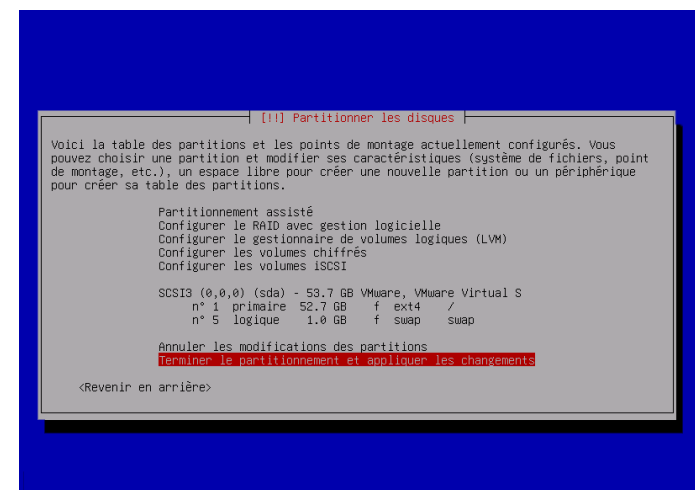 [!!] Partitionner les disques
Voici la table des partitions et les points de montage actuellement configurés. Vous
pouvez choisir une partition et modifier ses caractéristiques (système de fichiers, point
de montage, etc.), un espace libre pour créer une nouvelle partition ou un périphérique
pour créer sa table des partitions.
Partitionnement assisté
Configurer le RAID avec gestion logicielle
Configurer le gestionnaire de volumes logiques (LVM)
Configurer les volumes chiffrés
Configurer les volumes iSCSI
SCSI3 (0,0,0) (sda) - 53.7 GB VMware, VMware Virtual S
n° 1 primaire 52.7 GB f ext4 /
n° 5 logique 1.0 GB f swap swap
Annuler les modifications des partitions
Terminer le partitionnement et appliquer les changements
<Revenir en arrière>